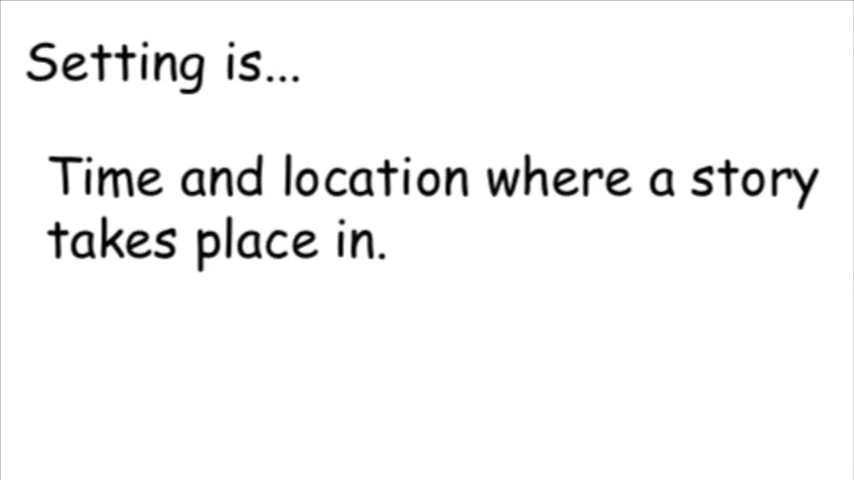 Setting is...
Time and location where a story
takes place in.